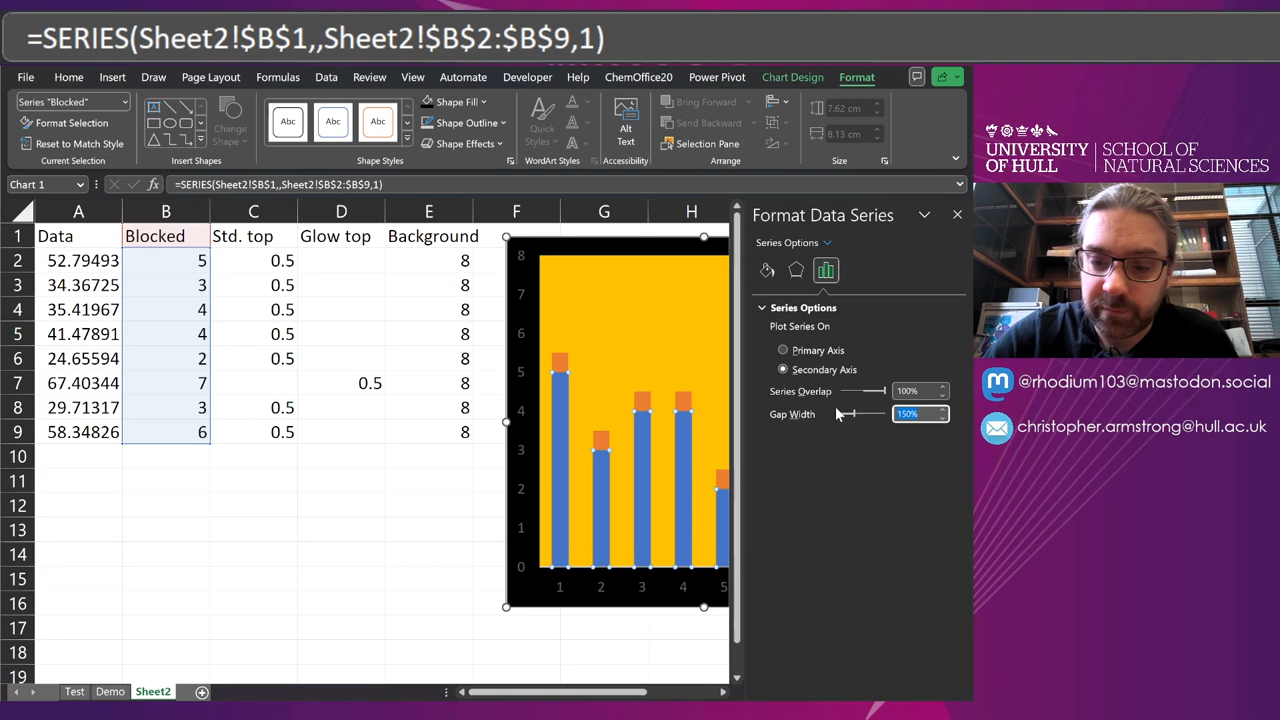 =SERIES(Sheet2!$B$1,,Sheet2!$B$2:$B$9,1)
File Home Insert Draw Page Layout Formulas Data Review View Automate Developer Help ChemOffice20 Power Pivot Chart Design Format
Series "Blocked"
Format Selection
Reset to Match Style
Current Selection
Change
Shape
Insert Shapes
Abc Abc Abc
Shape Fill
Shape Outline
Shape Effects
Shape Styles
Quick
Styles
WordArt Styles
Alt
Text
Accessibility
Bring Forward
Send Backward
Selection Pane
Arrange
7.62 cm
8.13 cm
Size
UNIVERSITY
OF HULL
SCHOOL OF
NATURAL SCIENCES
Chart 1
fx
=SERIES(Sheet2!$B$1,,Sheet2!$B$2:$B$9,1)
A B C D E F G H
1 Data Blocked Std. top Glow top Background
2 52.79493 5 0.5 8
3 34.36725 3 0.5 8
4 35.41967 4 0.5 8
5 41.47891 4 0.5 8
6 24.65594 2 0.5 8
7 67.40344 7 0.5 8
8 29.71317 3 0.5 8
9 58.34826 6 0.5 8
10
11
12
13
14
15
16
17
18
19
8
7
6
5
4
3
2
1
0
1 2 3 4 5
Format Data Series
Series Options
Series Options
Plot Series On
Primary Axis
Secondary Axis
Series Overlap 100%
Gap Width 150%
@rhodium103@mastodon.social
christopher.armstrong@hull.ac.uk
Test Demo Sheet2